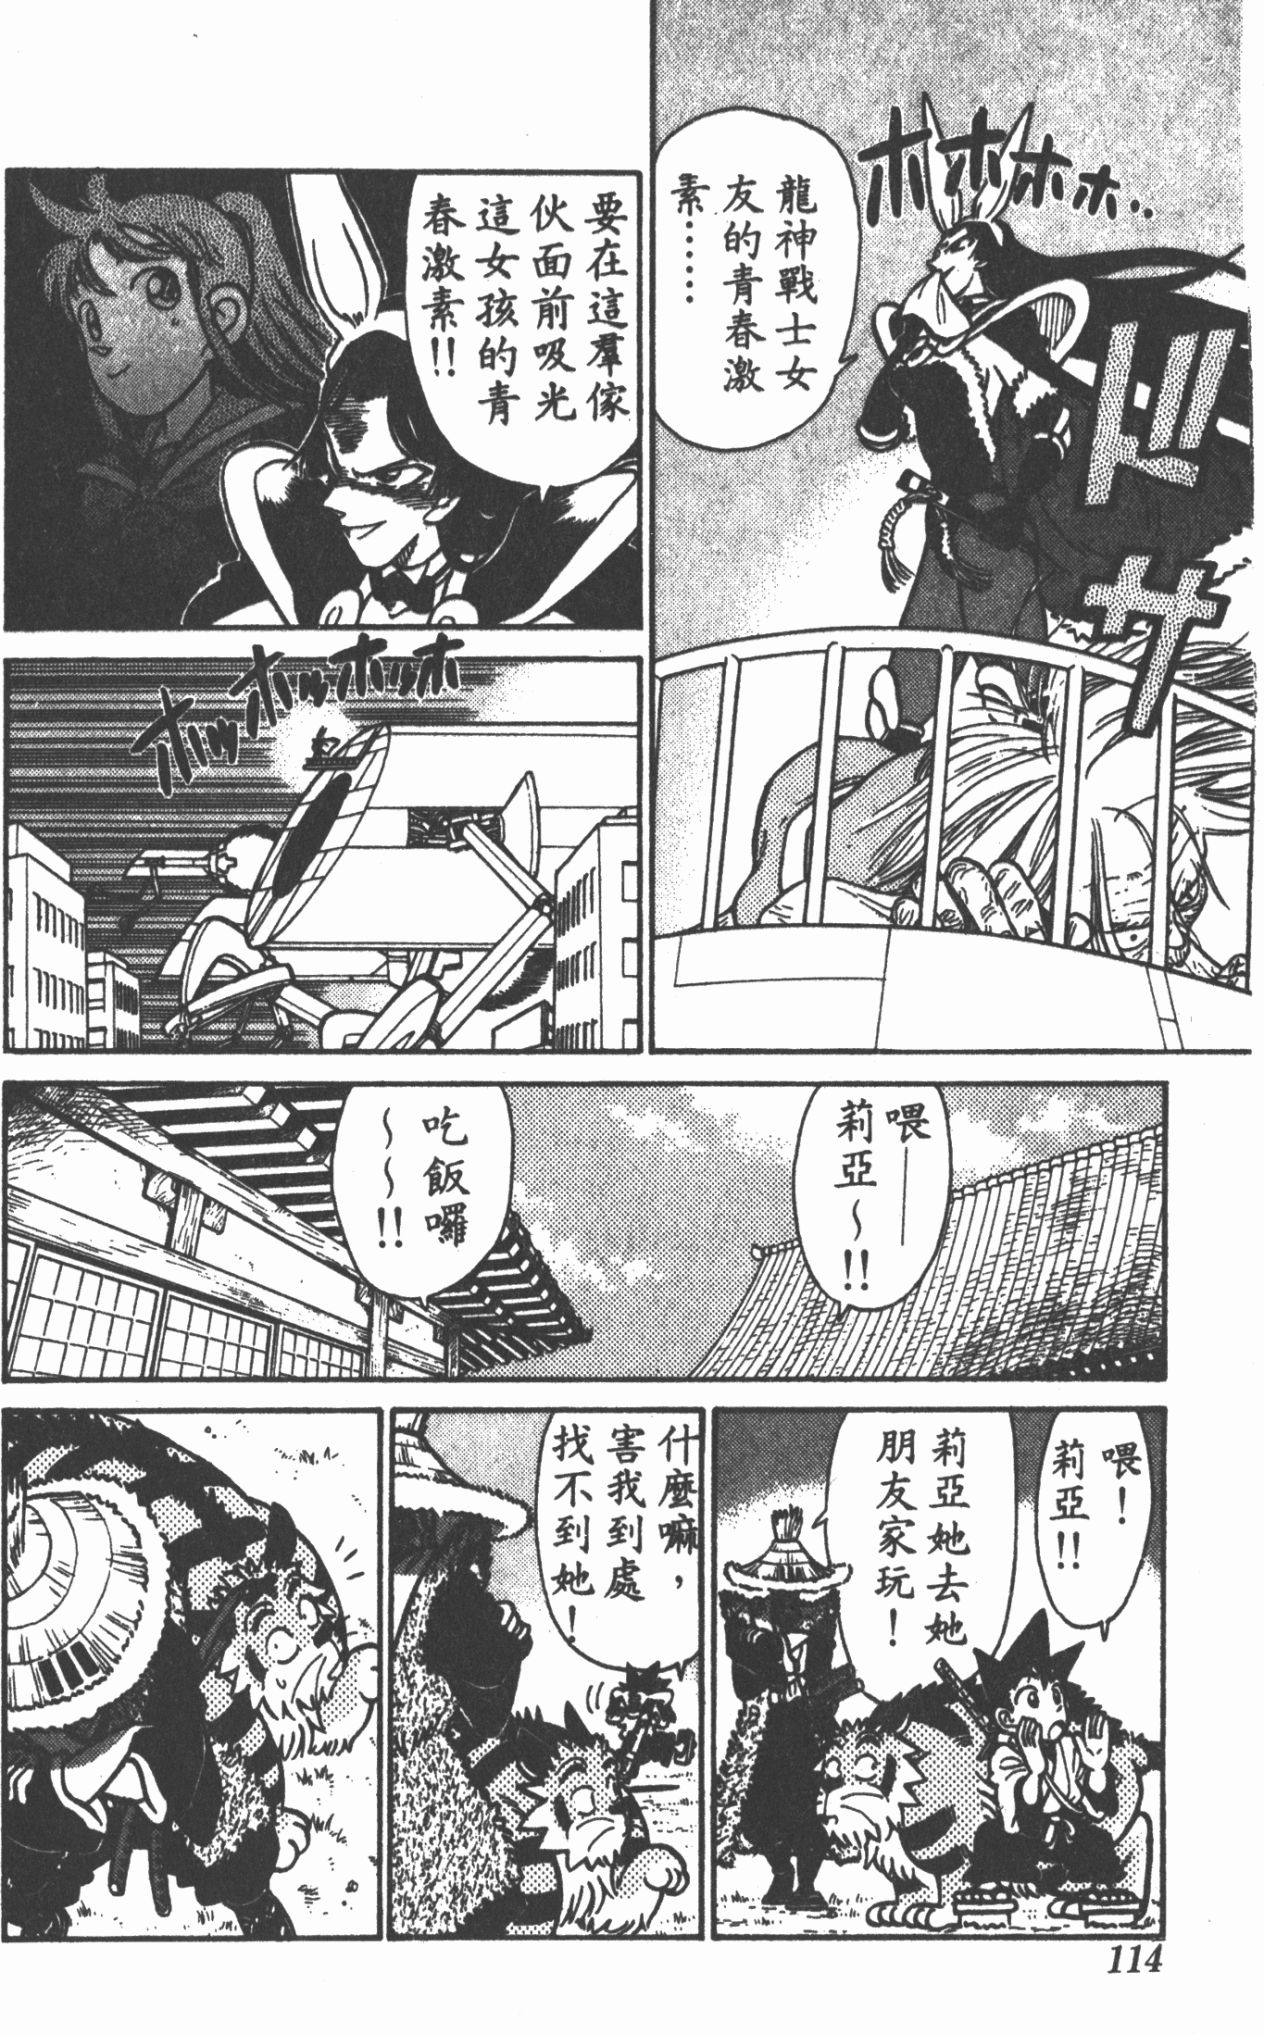 ホホホホ‥
龍神戰士女
友的青春激
素……
ドサ!!
要在這羣傢
伙面前吸光
這女孩的青
春激素!!
ホッホッホッホ
喂——
莉亞～!!
吃飯囉
～～!!
喂!
莉亞!!
莉亞她去她
朋友家玩!
什麼嘛,
害我到處
找不到她!
114